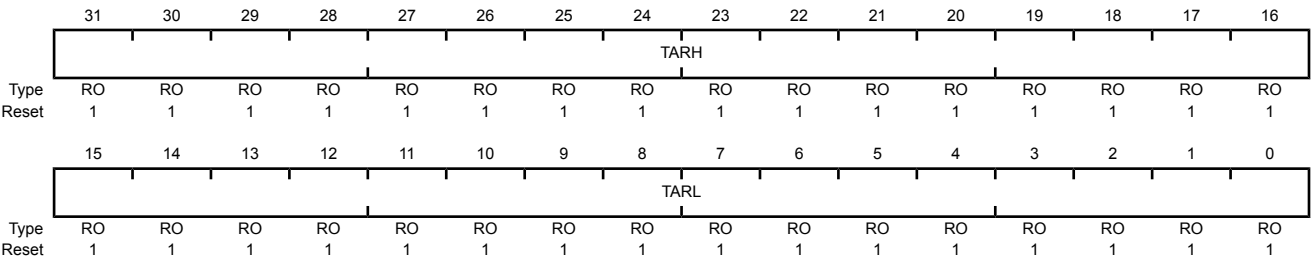 31 30 29 28 27 26 25 24 23 22 21 20 19 18 17 16
TARH
Type RO RO RO RO RO RO RO RO RO RO RO RO RO RO RO RO
Reset 1 1 1 1 1 1 1 1 1 1 1 1 1 1 1 1
15 14 13 12 11 10 9 8 7 6 5 4 3 2 1 0
TARL
Type RO RO RO RO RO RO RO RO RO RO RO RO RO RO RO RO
Reset 1 1 1 1 1 1 1 1 1 1 1 1 1 1 1 1